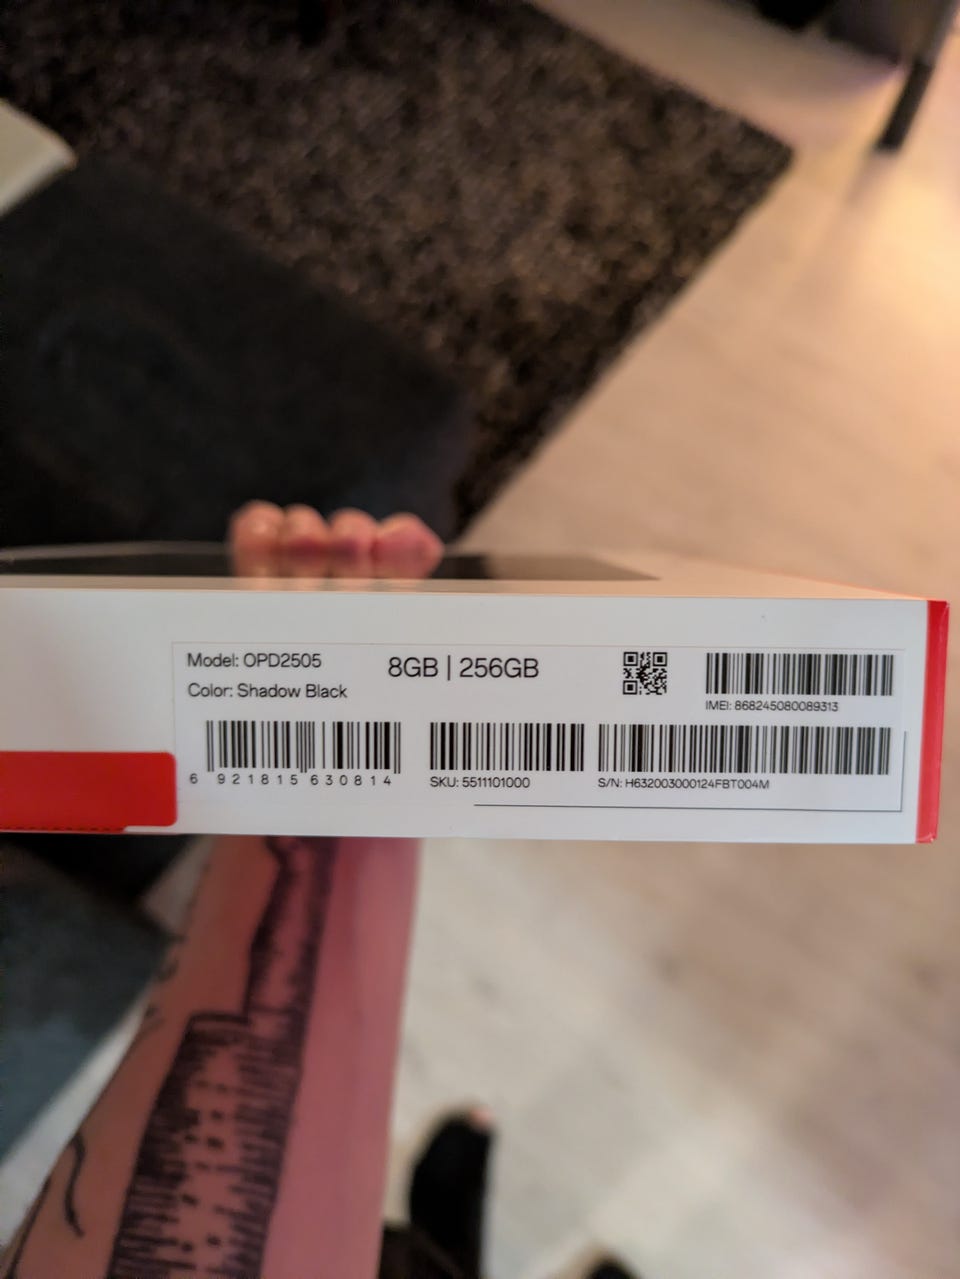 Model: OPD2505
8GB | 256GB
Color: Shadow Black
IMEI: 868245080089313
6 921815 630814
SKU: 5511101000
S/N: H632003000124FBT004M